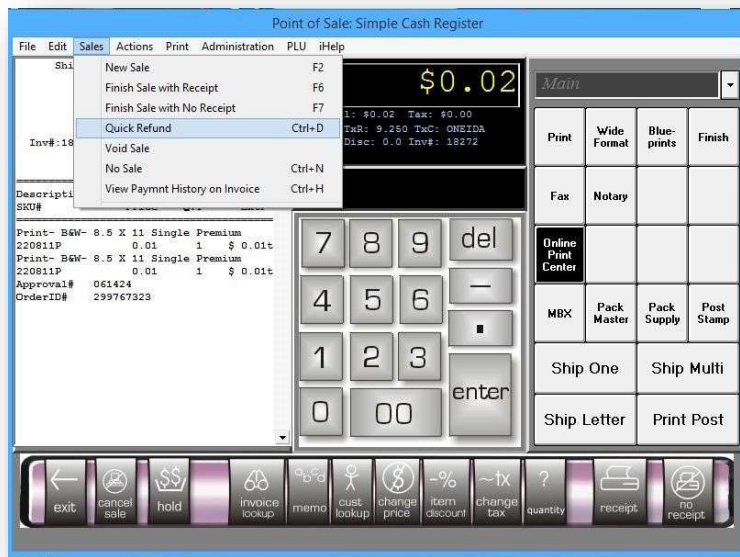 Point of Sale: Simple Cash Register
File Edit Sales Actions Print Administration PLU iHelp
Shi
New Sale F2
Finish Sale with Receipt F6
Finish Sale with No Receipt F7
Quick Refund Ctrl+D
Void Sale
No Sale Ctrl+N
View Paymnt History on Invoice Ctrl+H
Inv#:18
Descripti
SKU#
$0.02
l: $0.02 Tax: $0.00
TxR: 9.250 TxC: ONEIDA
Disc: 0.0 Inv#: 18272
Print- B&W- 8.5 X 11 Single Premium
220811P 0.01 1 $ 0.01t
Print- B&W- 8.5 X 11 Single Premium
220811P 0.01 1 $ 0.01t
Approval# 061424
OrderID# 299767323
7 8 9 del
4 5 6 —
.
1 2 3
0 00 enter
Main
Print Wide Format Blue-prints Finish
Fax Notary
Online Print Center
MBX Pack Master Pack Supply Post Stamp
Ship One Ship Multi
Ship Letter Print Post
exit
cancel sale
$$ hold
invoice lookup
abcd memo
cust lookup
$ change price
-% item discount
~tx change tax
? quantity
receipt
no receipt